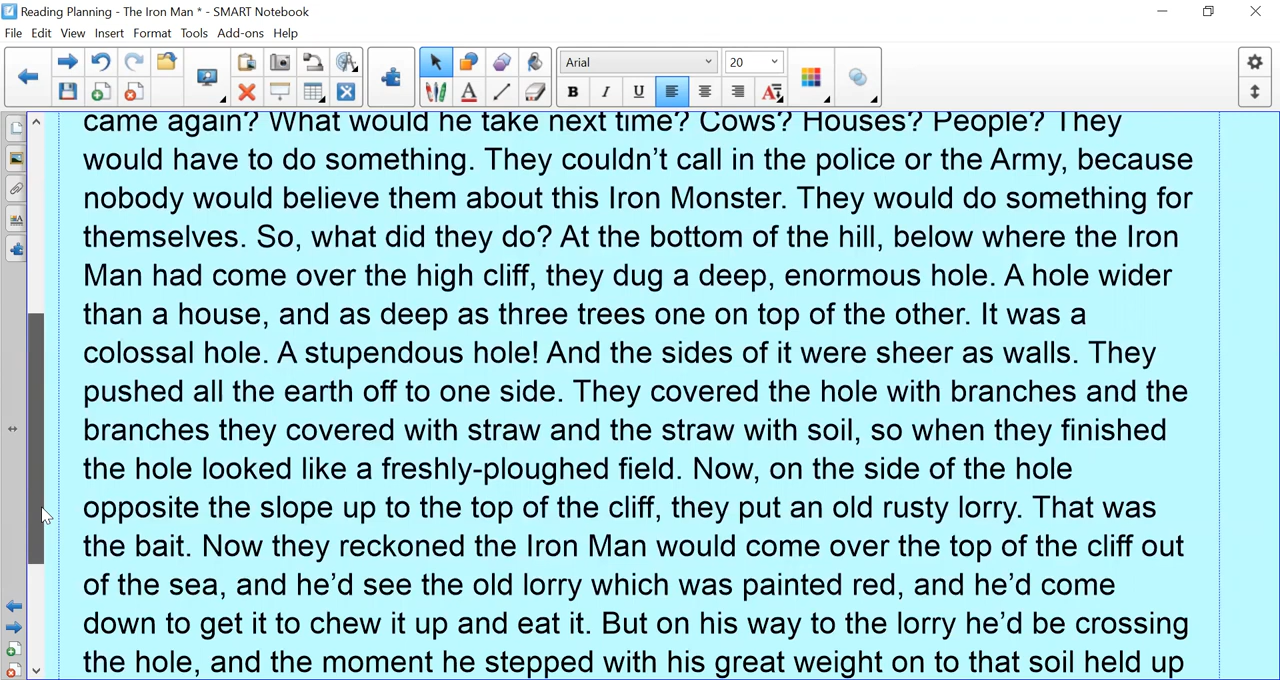 Reading Planning - The Iron Man * - SMART Notebook
File Edit View Insert Format Tools Add-ons Help
Arial 20
B I U A
came again? What would he take next time? Cows? Houses? People? They
would have to do something. They couldn't call in the police or the Army, because
nobody would believe them about this Iron Monster. They would do something for
themselves. So, what did they do? At the bottom of the hill, below where the Iron
Man had come over the high cliff, they dug a deep, enormous hole. A hole wider
than a house, and as deep as three trees one on top of the other. It was a
colossal hole. A stupendous hole! And the sides of it were sheer as walls. They
pushed all the earth off to one side. They covered the hole with branches and the
branches they covered with straw and the straw with soil, so when they finished
the hole looked like a freshly-ploughed field. Now, on the side of the hole
opposite the slope up to the top of the cliff, they put an old rusty lorry. That was
the bait. Now they reckoned the Iron Man would come over the top of the cliff out
of the sea, and he'd see the old lorry which was painted red, and he'd come
down to get it to chew it up and eat it. But on his way to the lorry he'd be crossing
the hole, and the moment he stepped with his great weight on to that soil held up